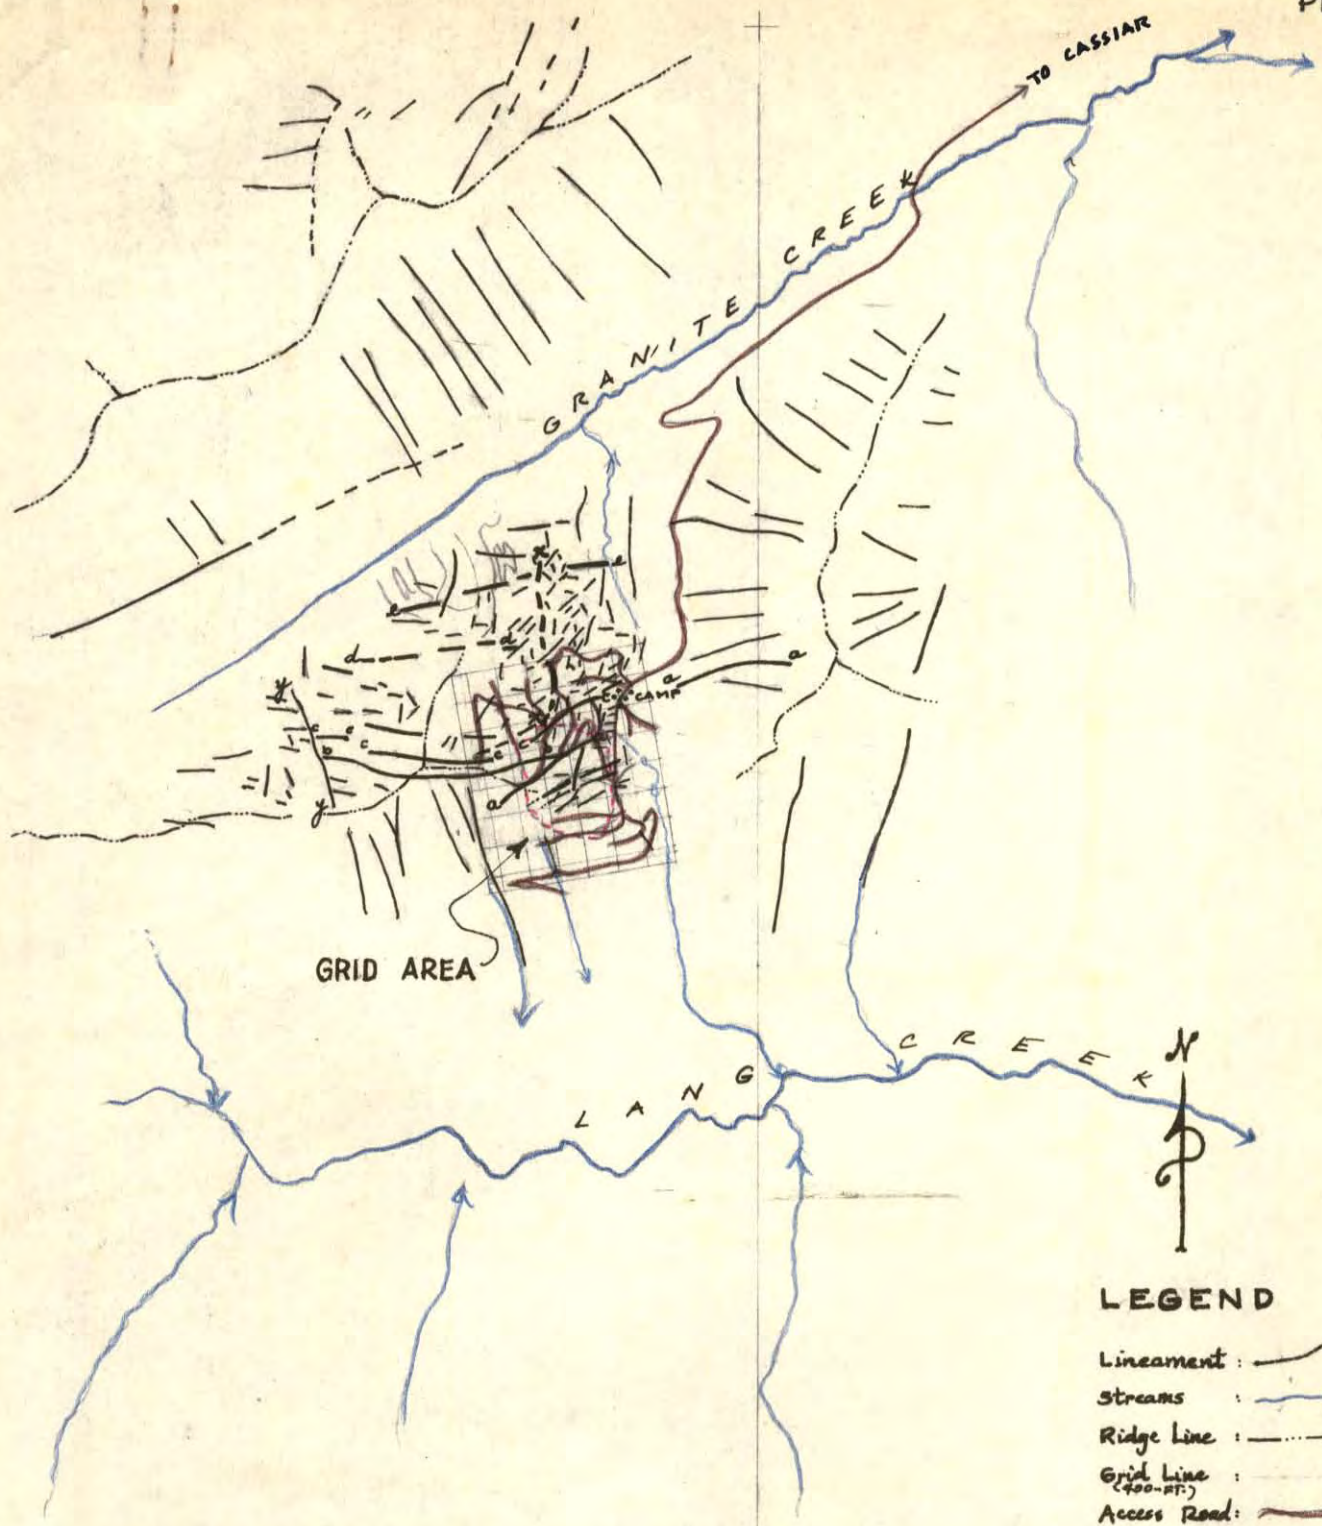 TO CASSIAR
GRANITE CREEK
x
e
e
d
d
a
a
CAMP
y
c
c
c
b
c
c
b
a
y
GRID AREA
LANG CREEK
N
LEGEND
Lineament :
Streams :
Ridge Line :
Grid Line :
(400-FT.)
Access Road: